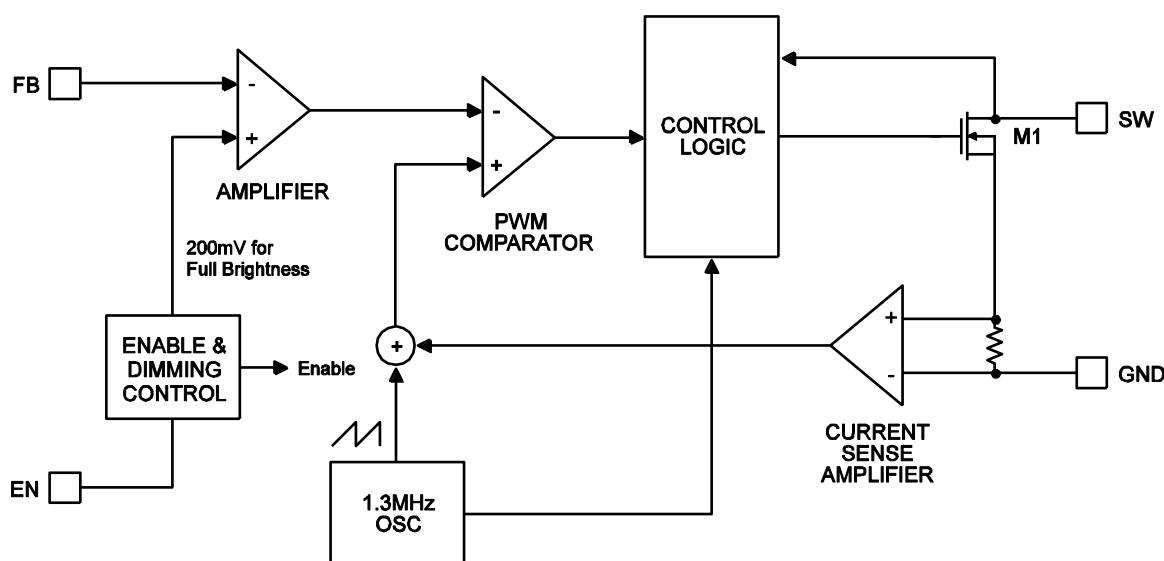 FB
-
+
AMPLIFIER
200mV for
Full Brightness
ENABLE &
DIMMING
CONTROL
Enable
EN
-
+
PWM
COMPARATOR
+
1.3MHz
OSC
CONTROL
LOGIC
M1
SW
+
-
CURRENT
SENSE
AMPLIFIER
GND